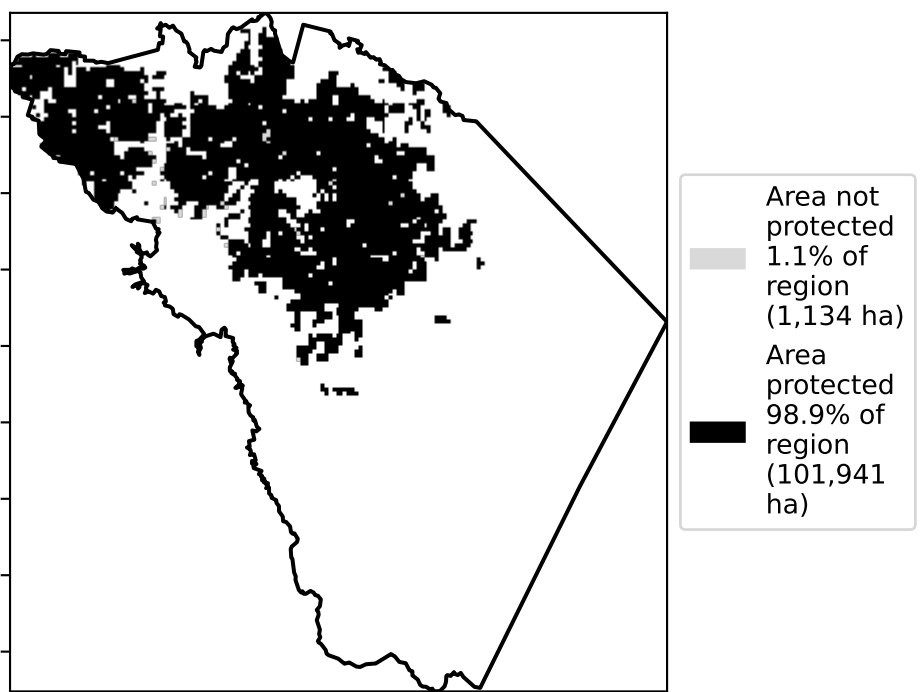 Area not
protected
1.1% of
region
(1,134 ha)
Area
protected
98.9% of
region
(101,941
ha)